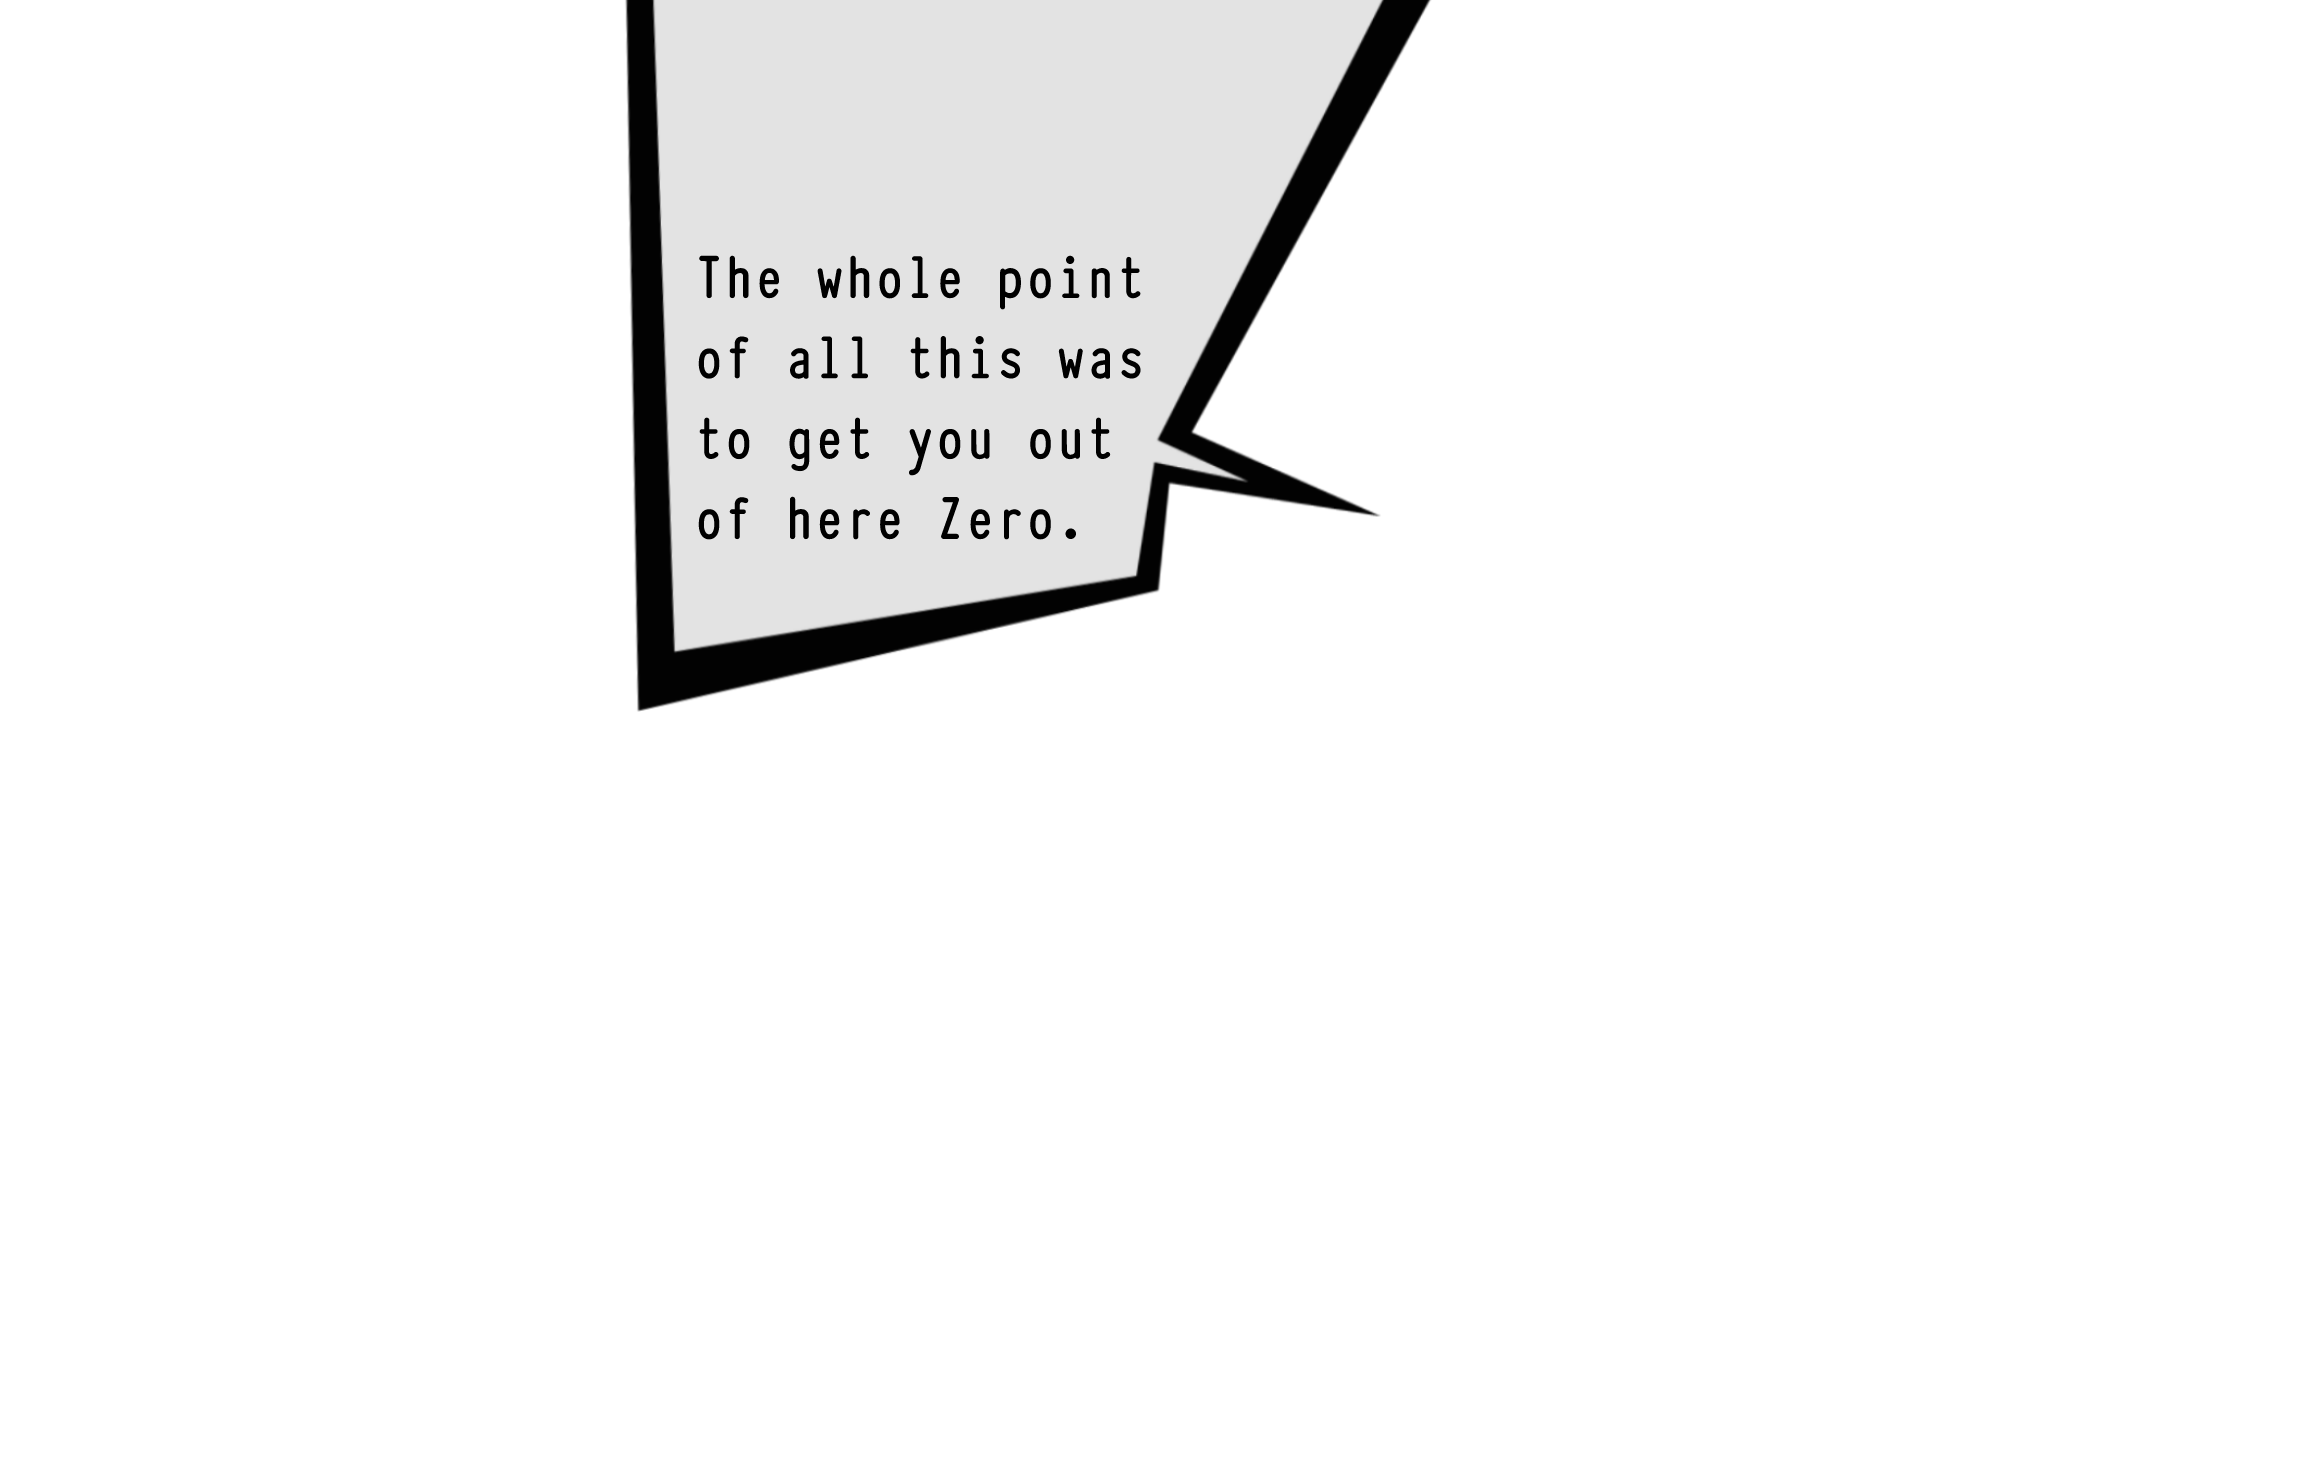 The whole point
of all this was
to get you out
of here Zero.